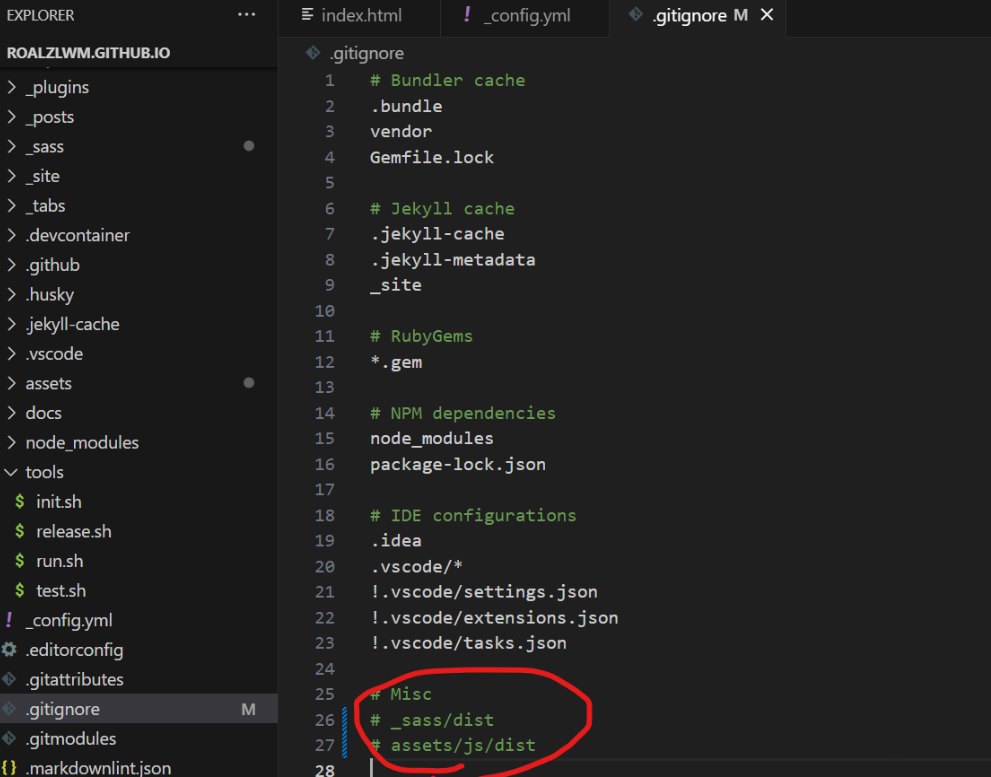 EXPLORER
...
ROALZLWM.GITHUB.IO
> _plugins
> _posts
> _sass
> _site
> _tabs
> .devcontainer
> .github
> .husky
> .jekyll-cache
> .vscode
> assets
> docs
> node_modules
tools
$ init.sh
$ release.sh
$ run.sh
$ test.sh
! _config.yml
.editorconfig
.gitattributes
.gitignore M
.gitmodules
{} .markdownlint.json
index.html
! _config.yml
.gitignore M
.gitignore
1 # Bundler cache
2 .bundle
3 vendor
4 Gemfile.lock
5
6 # Jekyll cache
7 .jekyll-cache
8 .jekyll-metadata
9 _site
10
11 # RubyGems
12 *.gem
13
14 # NPM dependencies
15 node_modules
16 package-lock.json
17
18 # IDE configurations
19 .idea
20 .vscode/*
21 !.vscode/settings.json
22 !.vscode/extensions.json
23 !.vscode/tasks.json
24
25 # Misc
26 # _sass/dist
27 # assets/js/dist
28